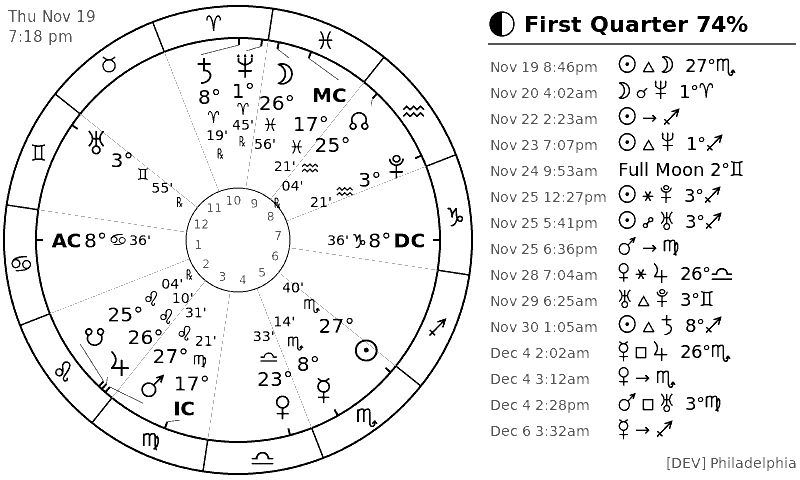 Thu Nov 19
7:18 pm
First Quarter 74%
Nov 19 8:46pm ☉ △ ☽ 27°♏
Nov 20 4:02am ☽ ☌ ♆ 1°♈
Nov 22 2:23am ☉ → ♐
Nov 23 7:07pm ☉ △ ♆ 1°♐
Nov 24 9:53am Full Moon 2°♊
Nov 25 12:27pm ☉ ⚹ ♇ 3°♐
Nov 25 5:41pm ☉ ☍ ♅ 3°♐
Nov 25 6:36pm ♂ → ♍
Nov 28 7:04am ♀ ⚹ ♃ 26°♎
Nov 29 6:25am ♅ △ ♇ 3°♊
Nov 30 1:05am ☉ △ ♄ 8°♐
Dec 4 2:02am ☿ □ ♃ 26°♏
Dec 4 3:12am ♀ → ♏
Dec 4 2:28pm ♂ □ ♅ 3°♍
Dec 6 3:32am ☿ → ♐
[DEV] Philadelphia
♈
♓
♒
♑
♐
♏
♎
♍
♌
♋
♊
♉
♄ 8° ♈ 19' ℞
♆ 1° ♈ 45' ℞
☽ 26° ♓ 56'
MC 17° ♓ 21'
☊ 25° ♒ 04' ℞
♇ 3° ♒ 21'
♅ 3° ♊ 55' ℞
AC 8° ♋ 36'
36' ♑ 8° DC
☋ 25° ♌ 04' ℞
♃ 26° ♌ 10'
♂ 27° ♌ 31'
IC 17° ♍ 21'
♀ 23° ♎ 33'
☿ 8° ♏ 14'
☉ 27° ♏ 40'
1
2
3
4
5
6
7
8
9
10
11
12